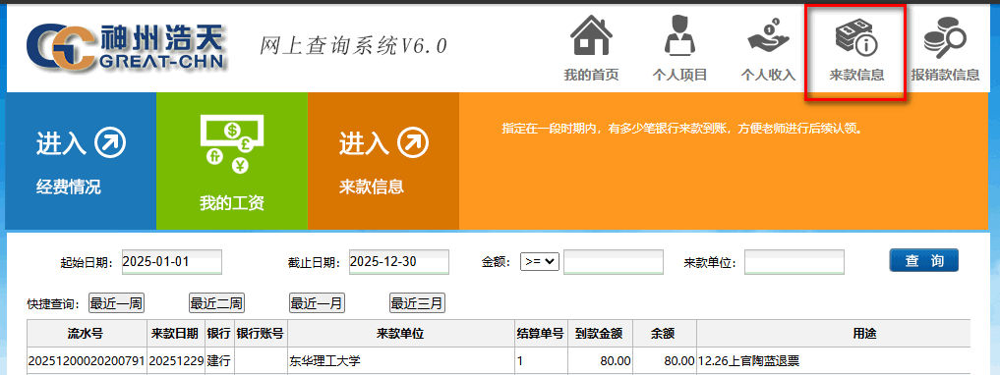 神州浩天
GREAT-CHN
网上查询系统V6.0
我的首页 个人项目 个人收入 来款信息 报销款信息
进入
经费情况
我的工资
进入
来款信息
指定在一段时期内，有多少笔银行来款到账，方便老师进行后续认领。
起始日期: 2025-01-01 截止日期: 2025-12-30 金额: >= 来款单位: 查 询
快捷查询: 最近一周 最近二周 最近一月 最近三月
流水号 来款日期 银行 银行账号 来款单位 结算单号 到款金额 余额 用途
20251200020200791 20251229 建行 东华理工大学 1 80.00 80.00 12.26上官陶蓝退票